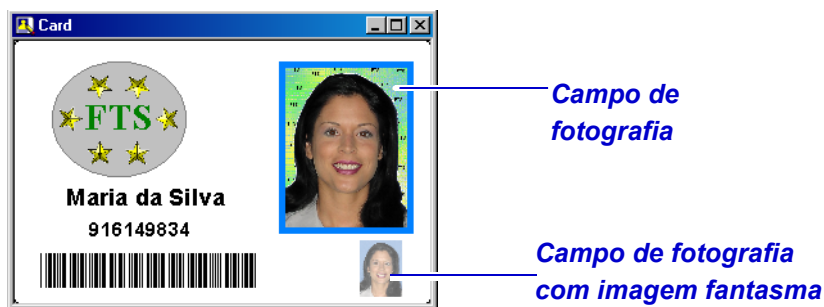 Card
FTS
Maria da Silva
916149834
Campo de
fotografia
Campo de fotografia
com imagem fantasma